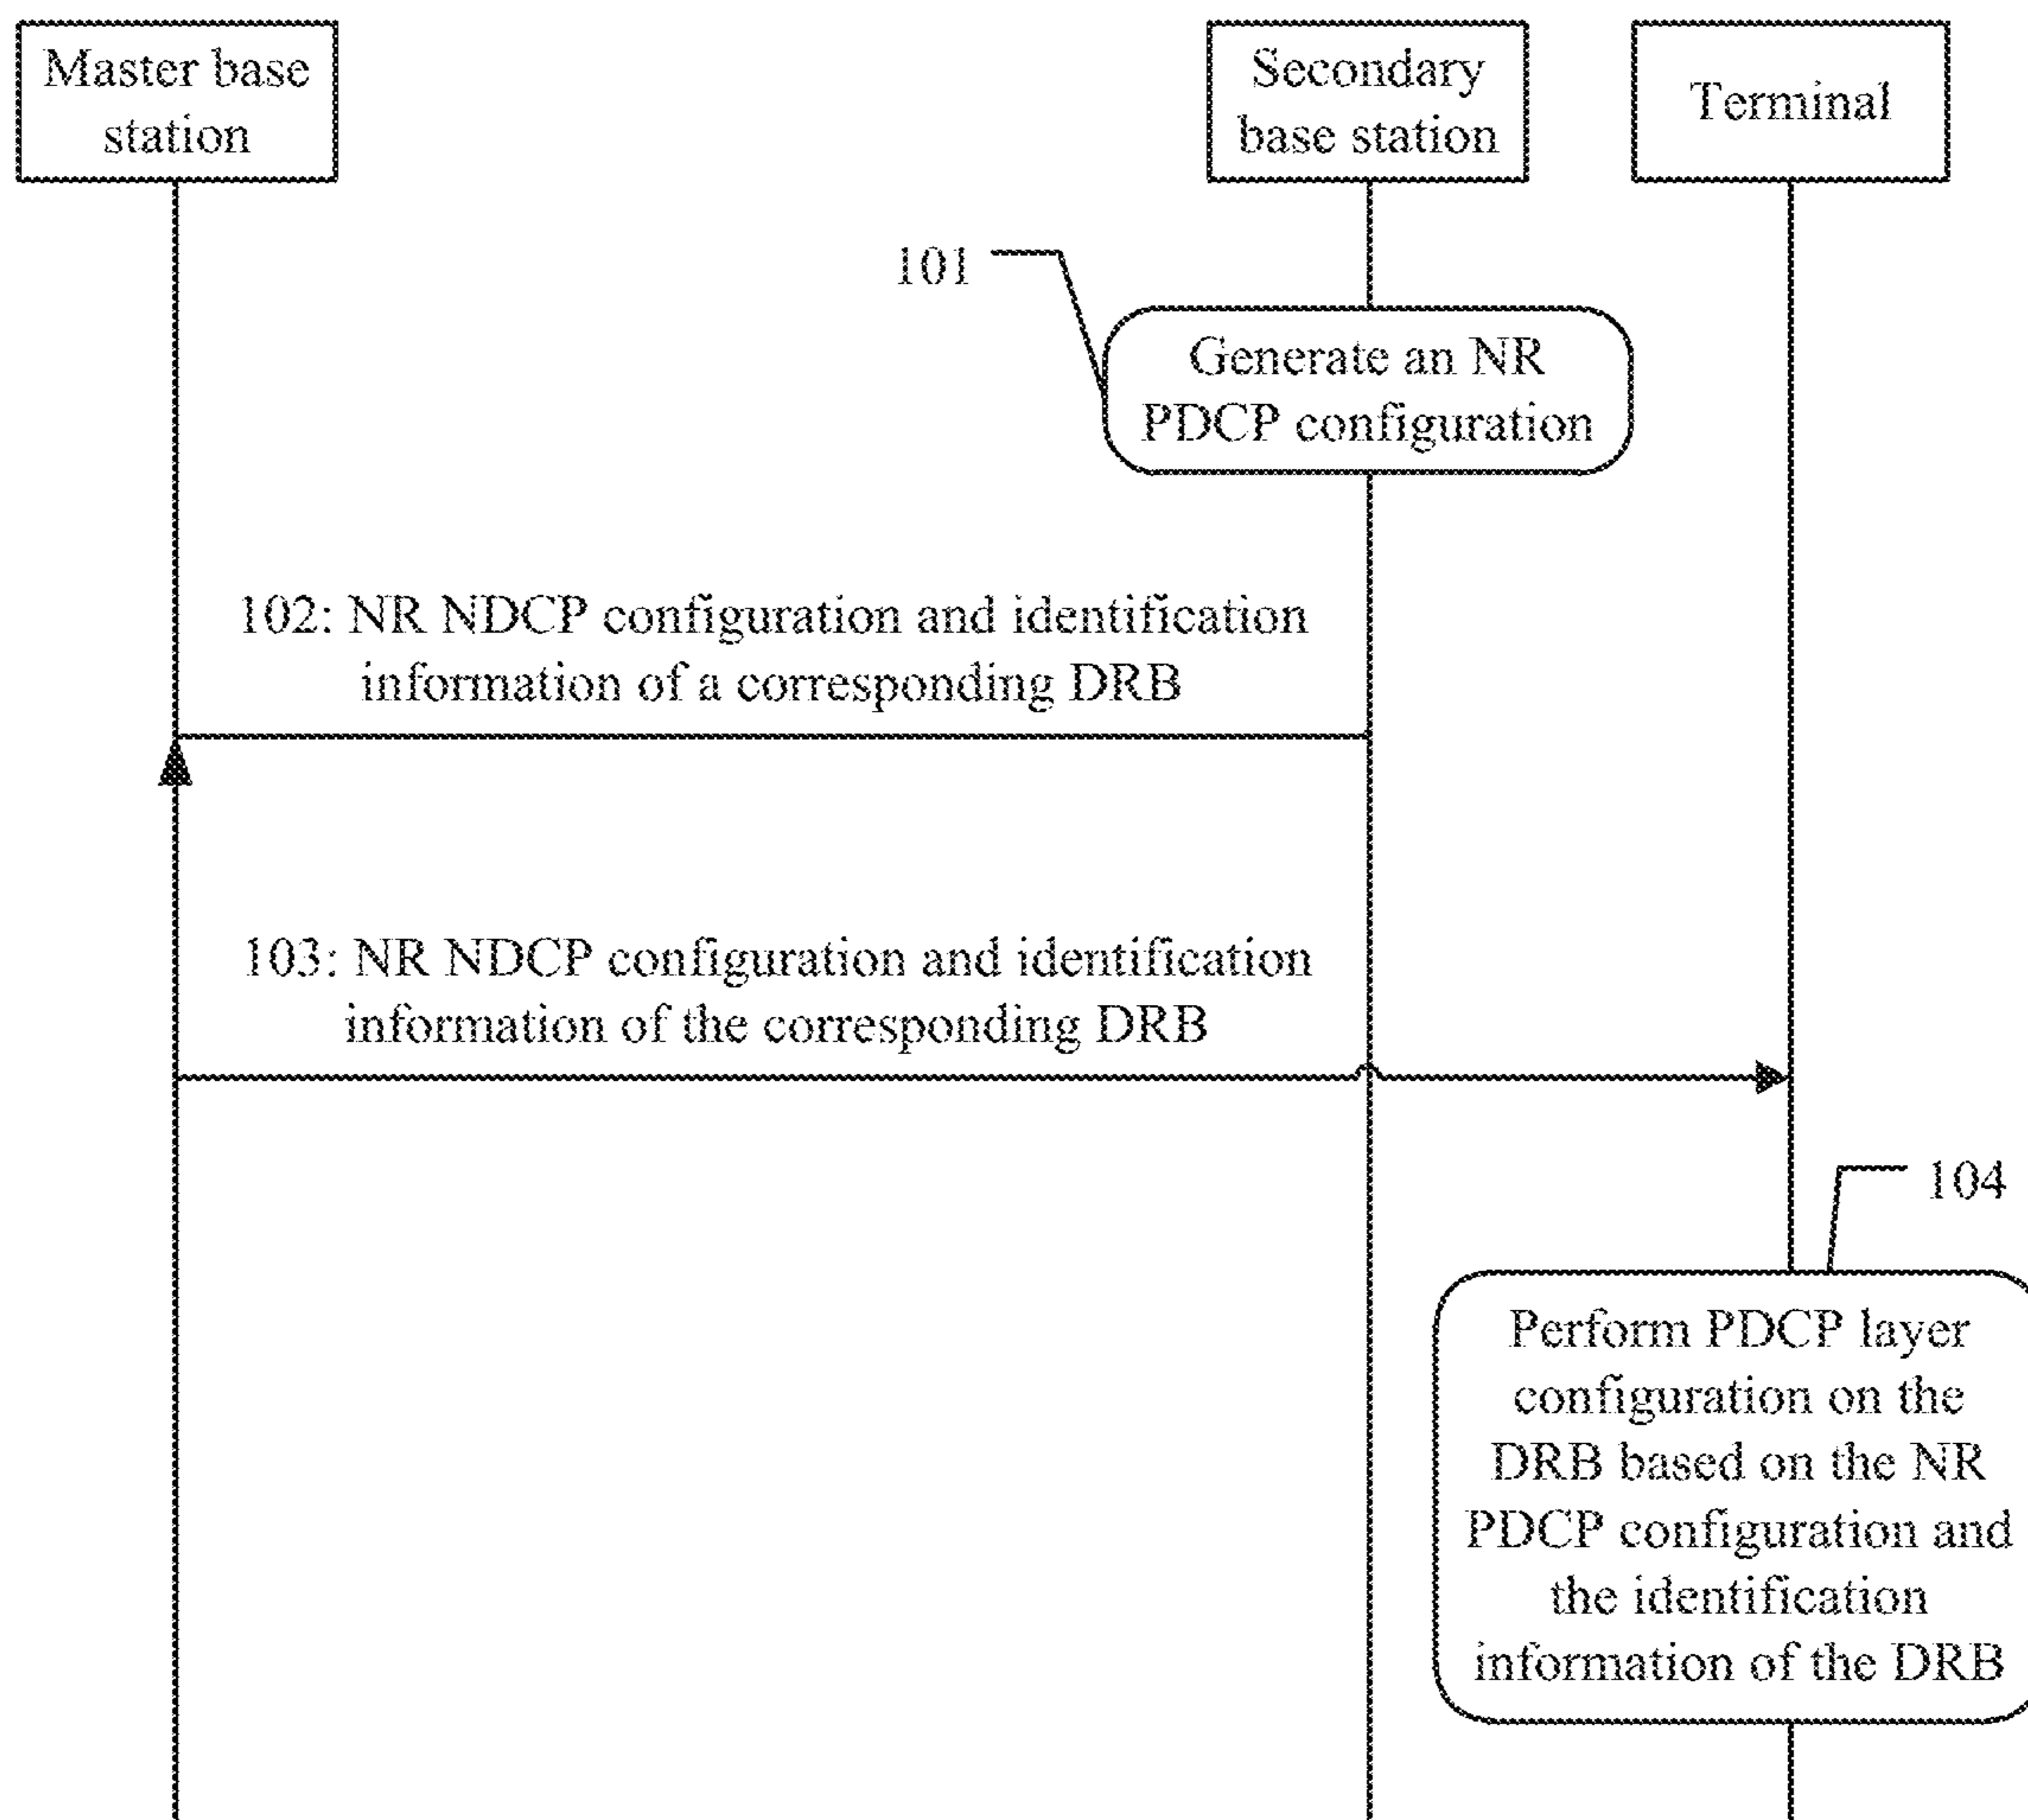 Master base
station
Secondary
base station
Terminal
101
Generate an NR
PDCP configuration
102: NR NDCP configuration and identification
information of a corresponding DRB
103: NR NDCP configuration and identification
information of the corresponding DRB
104
Perform PDCP layer
configuration on the
DRB based on the NR
PDCP configuration and
the identification
information of the DRB